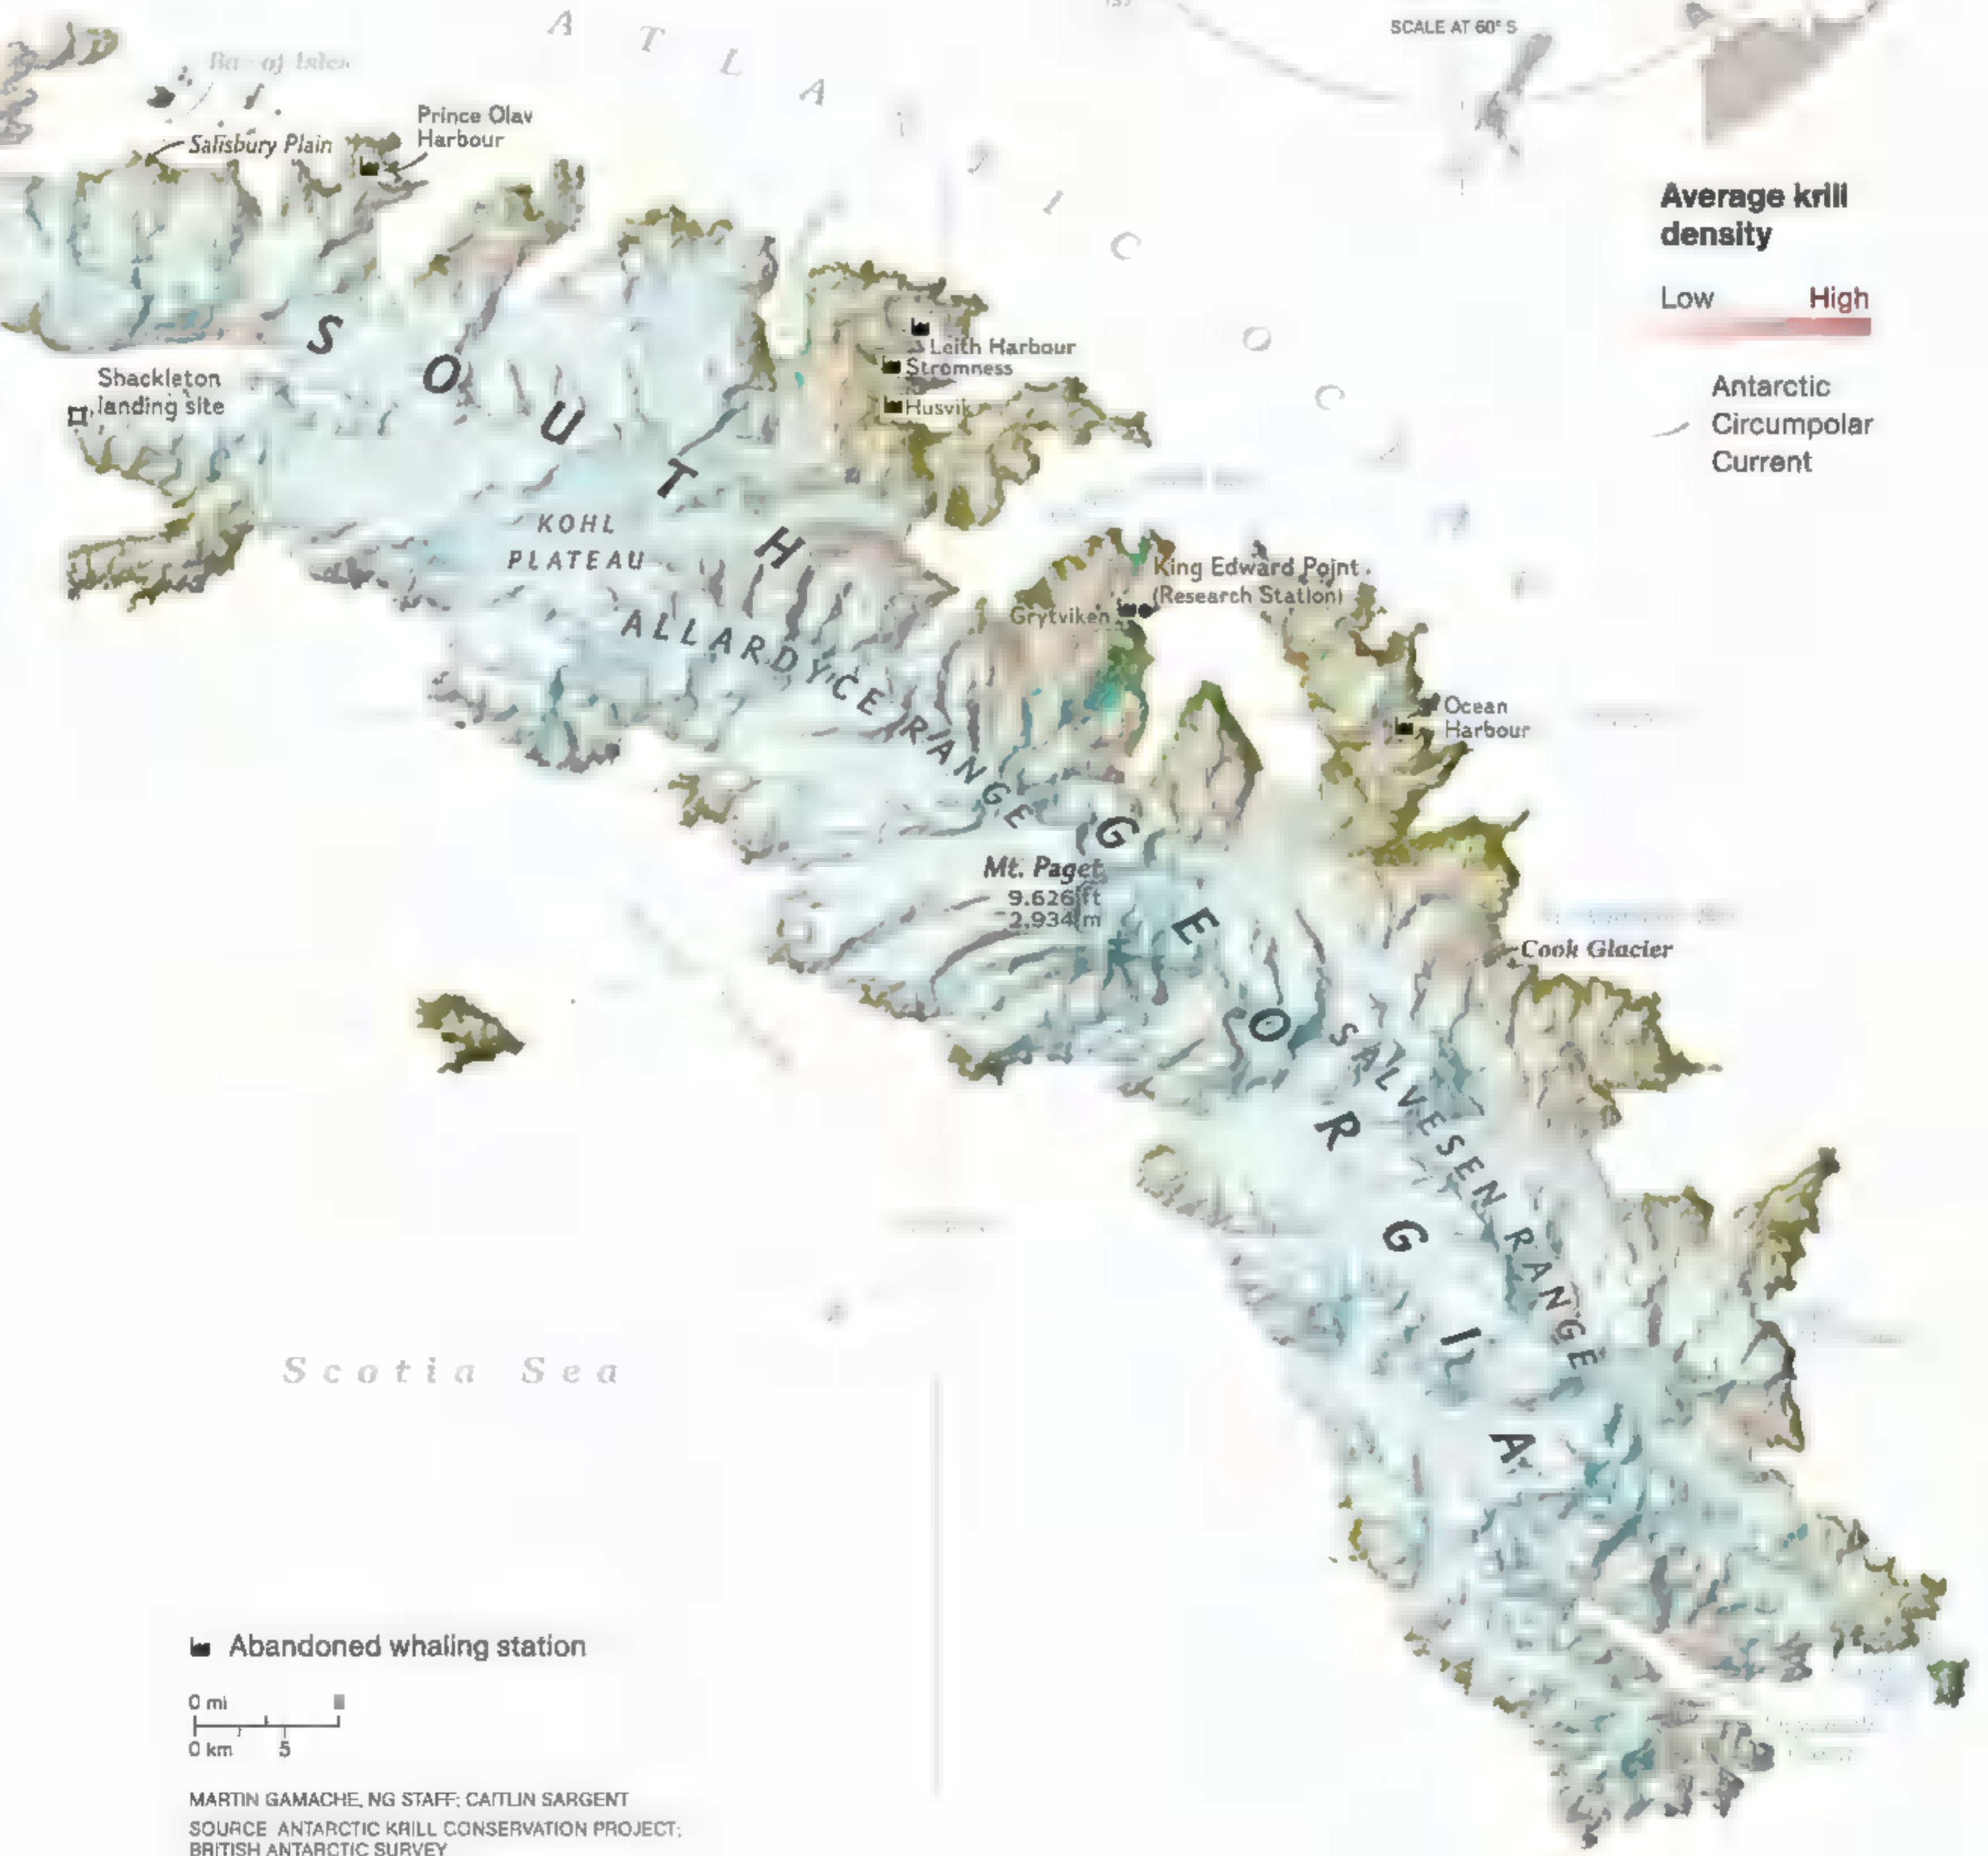 SCALE AT 60° S
Salisbury Plain
Prince Olav
Harbour
Average krill
density
Low High
Antarctic
Circumpolar
Current
Leith Harbour
Stromness
Husvik
Shackleton
landing site
SOUTH
KOHL
PLATEAU
ALLARDYCE RANGE
King Edward Point
(Research Station)
Grytviken
Ocean
Harbour
Mt. Paget
9,626 ft
2,934 m
GEORGIA
Cook Glacier
SALVESEN RANGE
Scotia Sea
Abandoned whaling station
0 mi
0 km 5
MARTIN GAMACHE, NG STAFF; CAITLIN SARGENT
SOURCE ANTARCTIC KRILL CONSERVATION PROJECT;
BRITISH ANTARCTIC SURVEY